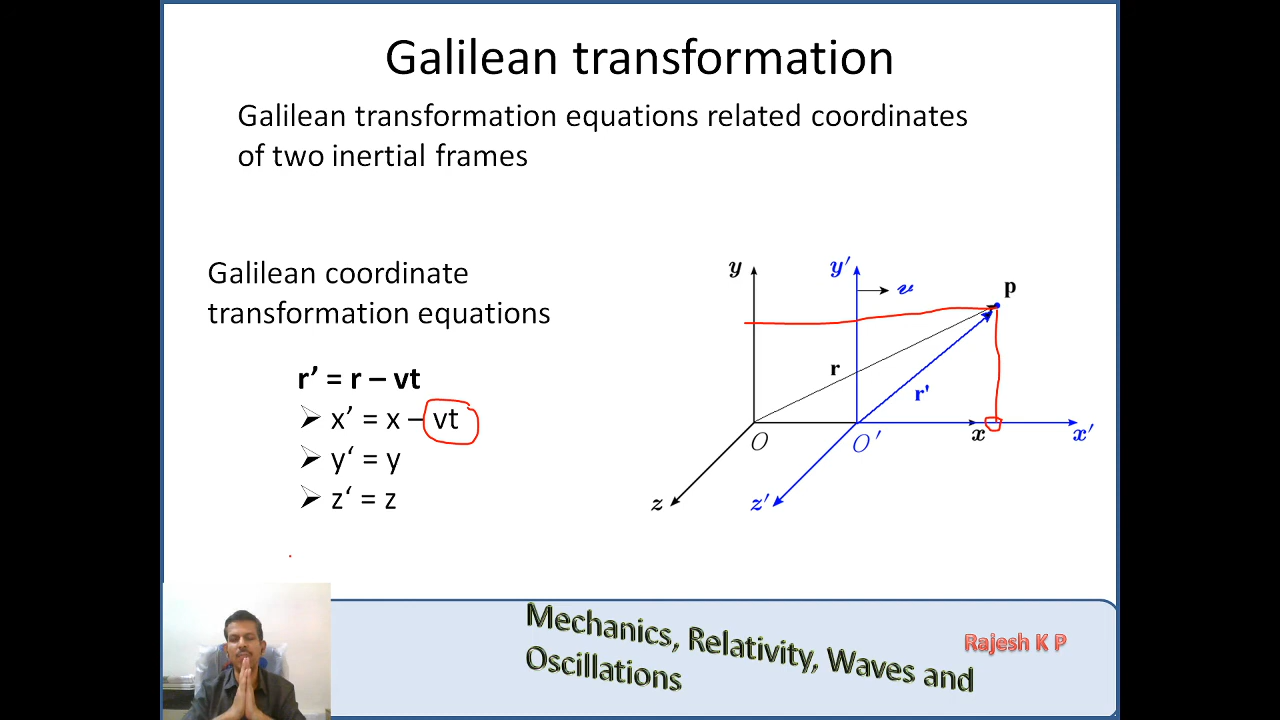 Galilean transformation
Galilean transformation equations related coordinates
of two inertial frames
Galilean coordinate
transformation equations
r’ = r – vt
➢ x’ = x – vt
➢ y‘ = y
➢ z‘ = z
y
y′
v
p
r
r'
O
O′
x
x′
z
z′
Mechanics, Relativity, Waves and
Oscillations
Rajesh K P